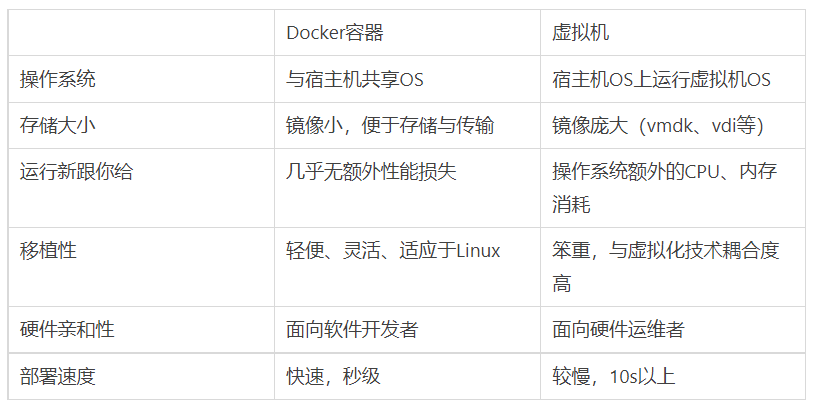 Docker容器 虚拟机
操作系统 与宿主机共享OS 宿主机OS上运行虚拟机OS
存储大小 镜像小，便于存储与传输 镜像庞大（vmdk、vdi等）
运行新跟你给 几乎无额外性能损失 操作系统额外的CPU、内存
消耗
移植性 轻便、灵活、适应于Linux 笨重，与虚拟化技术耦合度
高
硬件亲和性 面向软件开发者 面向硬件运维者
部署速度 快速，秒级 较慢，10s以上